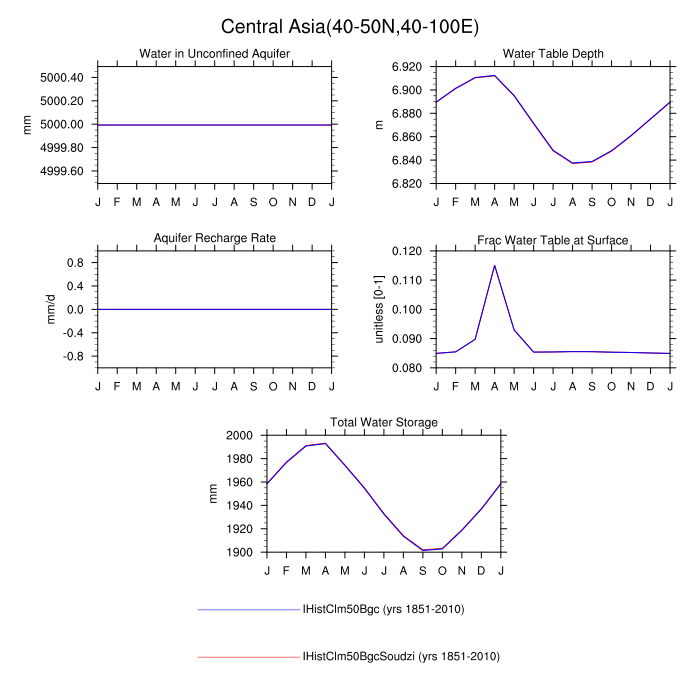 Central Asia(40-50N,40-100E)
Water in Unconfined Aquifer
5000.40
5000.20
5000.00
4999.80
4999.60
mm
J F M A M J J A S O N D J
Water Table Depth
6.920
6.900
6.880
6.860
6.840
6.820
m
J F M A M J J A S O N D J
Aquifer Recharge Rate
0.8
0.4
0.0
-0.4
-0.8
mm/d
J F M A M J J A S O N D J
Frac Water Table at Surface
0.120
0.110
0.100
0.090
0.080
unitless [0-1]
J F M A M J J A S O N D J
Total Water Storage
2000
1980
1960
1940
1920
1900
mm
J F M A M J J A S O N D J
IHistClm50Bgc (yrs 1851-2010)
IHistClm50BgcSoudzi (yrs 1851-2010)